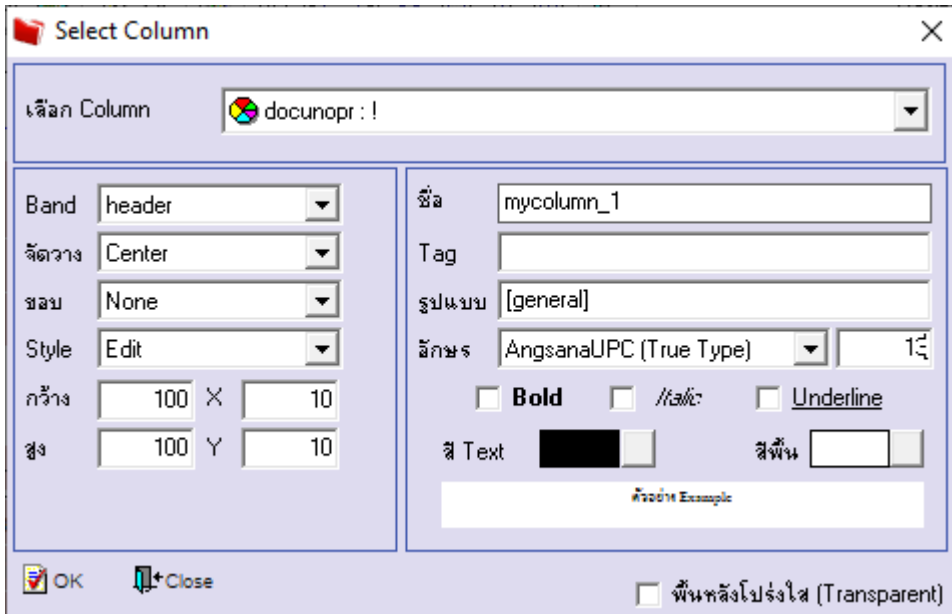 Select Column
เลือก Column docunopr : !
Band header
จัดวาง Center
ขอบ None
Style Edit
กว้าง 100 X 10
สูง 100 Y 10
ชื่อ mycolumn_1
Tag
รูปแบบ [general]
อักษร AngsanaUPC (True Type)
Bold Italic Underline
สี Text สีพื้น
ตัวอย่าง Example
OK Close
พื้นหลังโปร่งใส (Transparent)